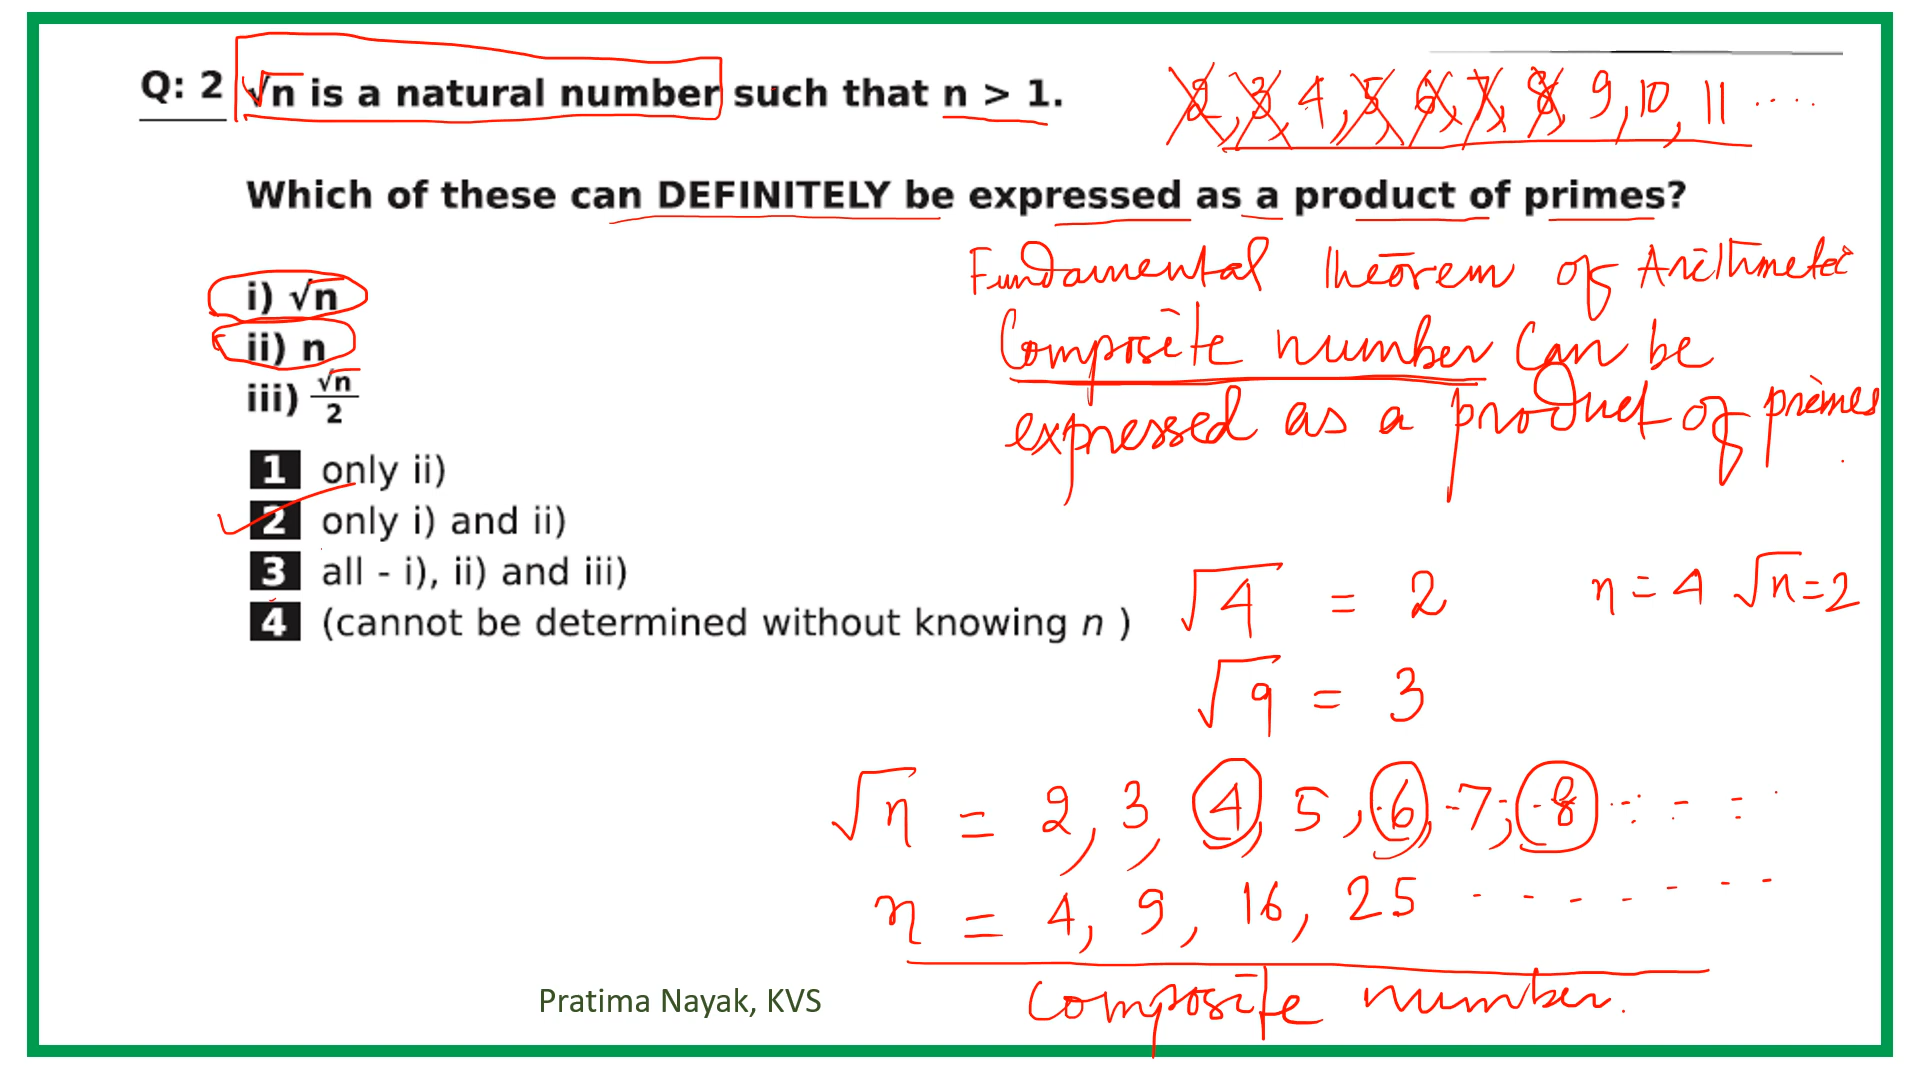 Q: 2 √n is a natural number such that n > 1.
2, 3, 4, 5, 6, 7, 8, 9, 10, 11 .....
Which of these can DEFINITELY be expressed as a product of primes?
Fundamental Theorem of Arithmetic
Composite number can be
expressed as a product of primes
i) √n
ii) n
iii) √n/2
1 only ii)
2 only i) and ii)
3 all - i), ii) and iii)
4 (cannot be determined without knowing n )
√4 = 2
n = 4 √n = 2
√9 = 3
√n = 2, 3, 4, 5, 6, 7, 8 - - - -
n = 4, 9, 16, 25 - - - - - - -
Composite number.
Pratima Nayak, KVS